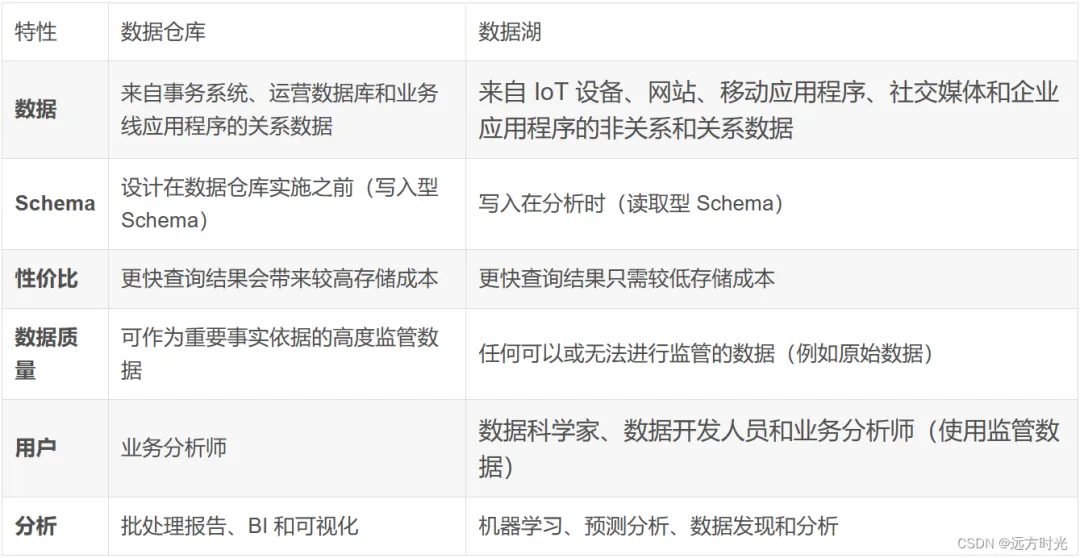 特性 数据仓库 数据湖
数据
来自事务系统、运营数据库和业务
线应用程序的关系数据
来自 IoT 设备、网站、移动应用程序、社交媒体和企业
应用程序的非关系和关系数据
Schema
设计在数据仓库实施之前（写入型
Schema）
写入在分析时（读取型 Schema）
性价比 更快查询结果会带来较高存储成本 更快查询结果只需较低存储成本
数据质
量
可作为重要事实依据的高度监管数
据
任何可以或无法进行监管的数据（例如原始数据）
用户
业务分析师
数据科学家、数据开发人员和业务分析师（使用监管数
据）
分析 批处理报告、BI 和可视化 机器学习、预测分析、数据发现和分析
CSDN @远方时光